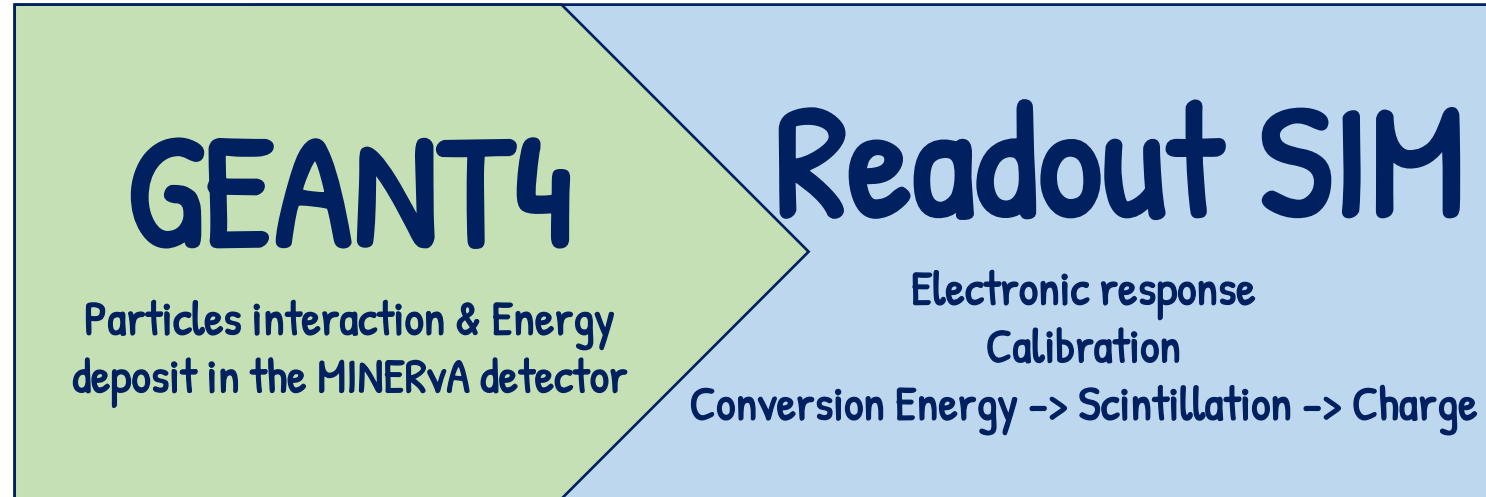 GEANT4
Particles interaction & Energy
deposit in the MINERvA detector
Readout SIM
Electronic response
Calibration
Conversion Energy -> Scintillation -> Charge